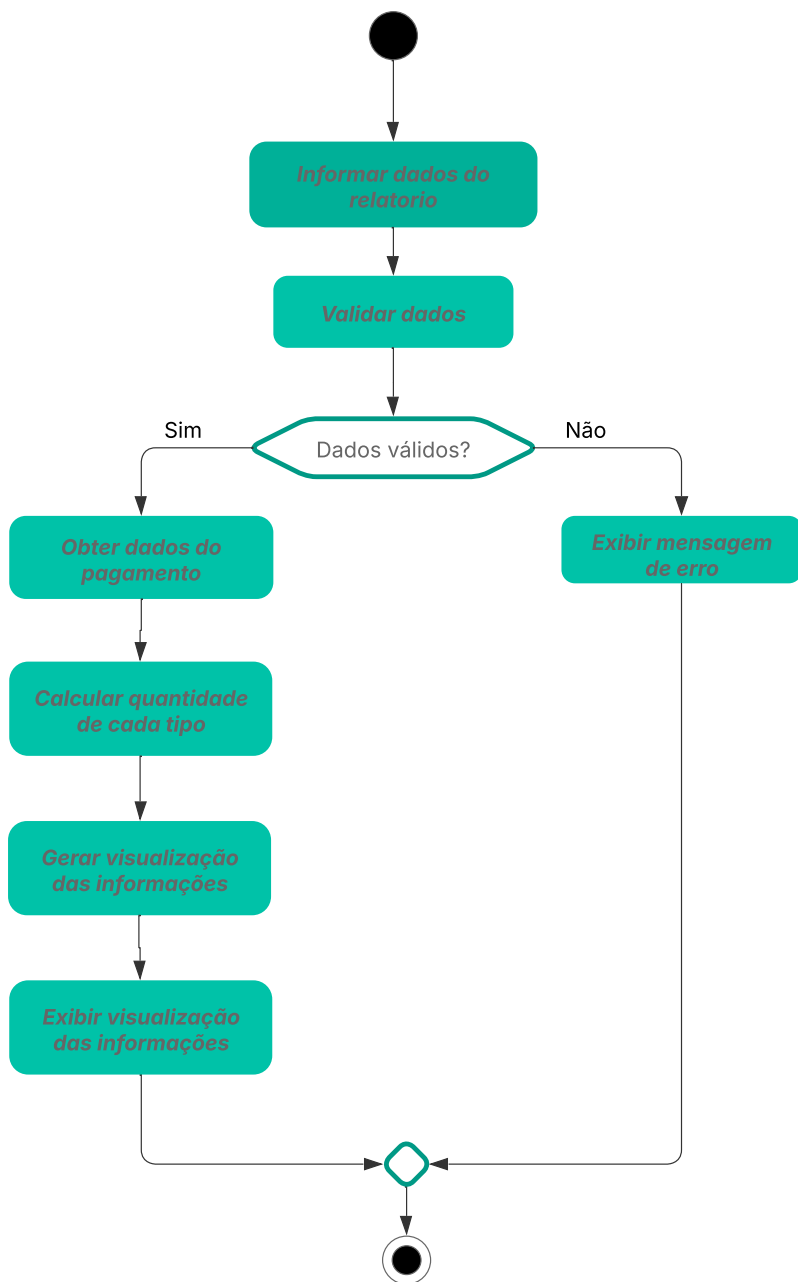 Informar dados do
relatorio
Validar dados
Dados válidos?
Sim
Não
Obter dados do
pagamento
Exibir mensagem
de erro
Calcular quantidade
de cada tipo
Gerar visualização
das informações
Exibir visualização
das informações